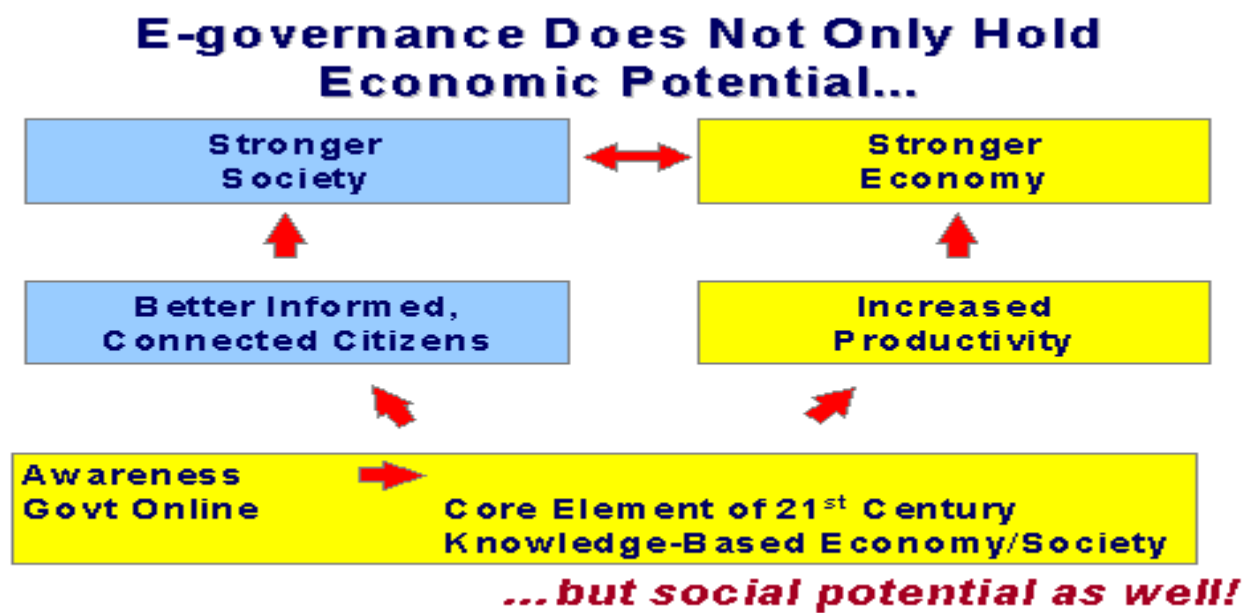 E-governance Does Not Only Hold
Economic Potential...
Stronger
Society
Stronger
Economy
Better Informed,
Connected Citizens
Increased
Productivity
Awareness
Govt Online
Core Element of 21st Century
Knowledge-Based Economy/Society
...but social potential as well!